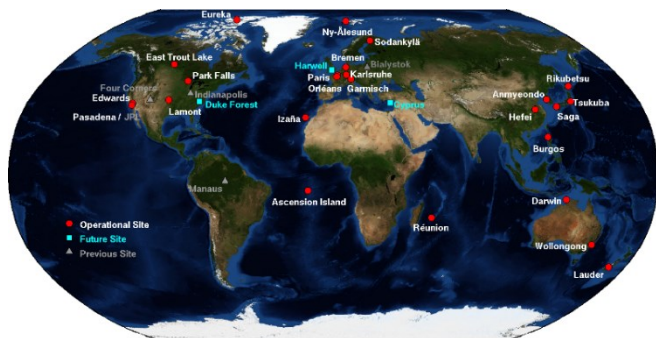 Eureka
Ny-Ålesund
Sodankylä
East Trout Lake
Bremen
Bialystok
Harwell
Park Falls
Paris
Karlsruhe
Rikubetsu
Four Corners
Indianapolis
Orléans
Garmisch
Anmyeondo
Edwards
Duke Forest
Cyprus
Tsukuba
Lamont
Saga
Pasadena / JPL
Izaña
Hefei
Burgos
Manaus
Ascension Island
Darwin
Réunion
Operational Site
Future Site
Previous Site
Wollongong
Lauder